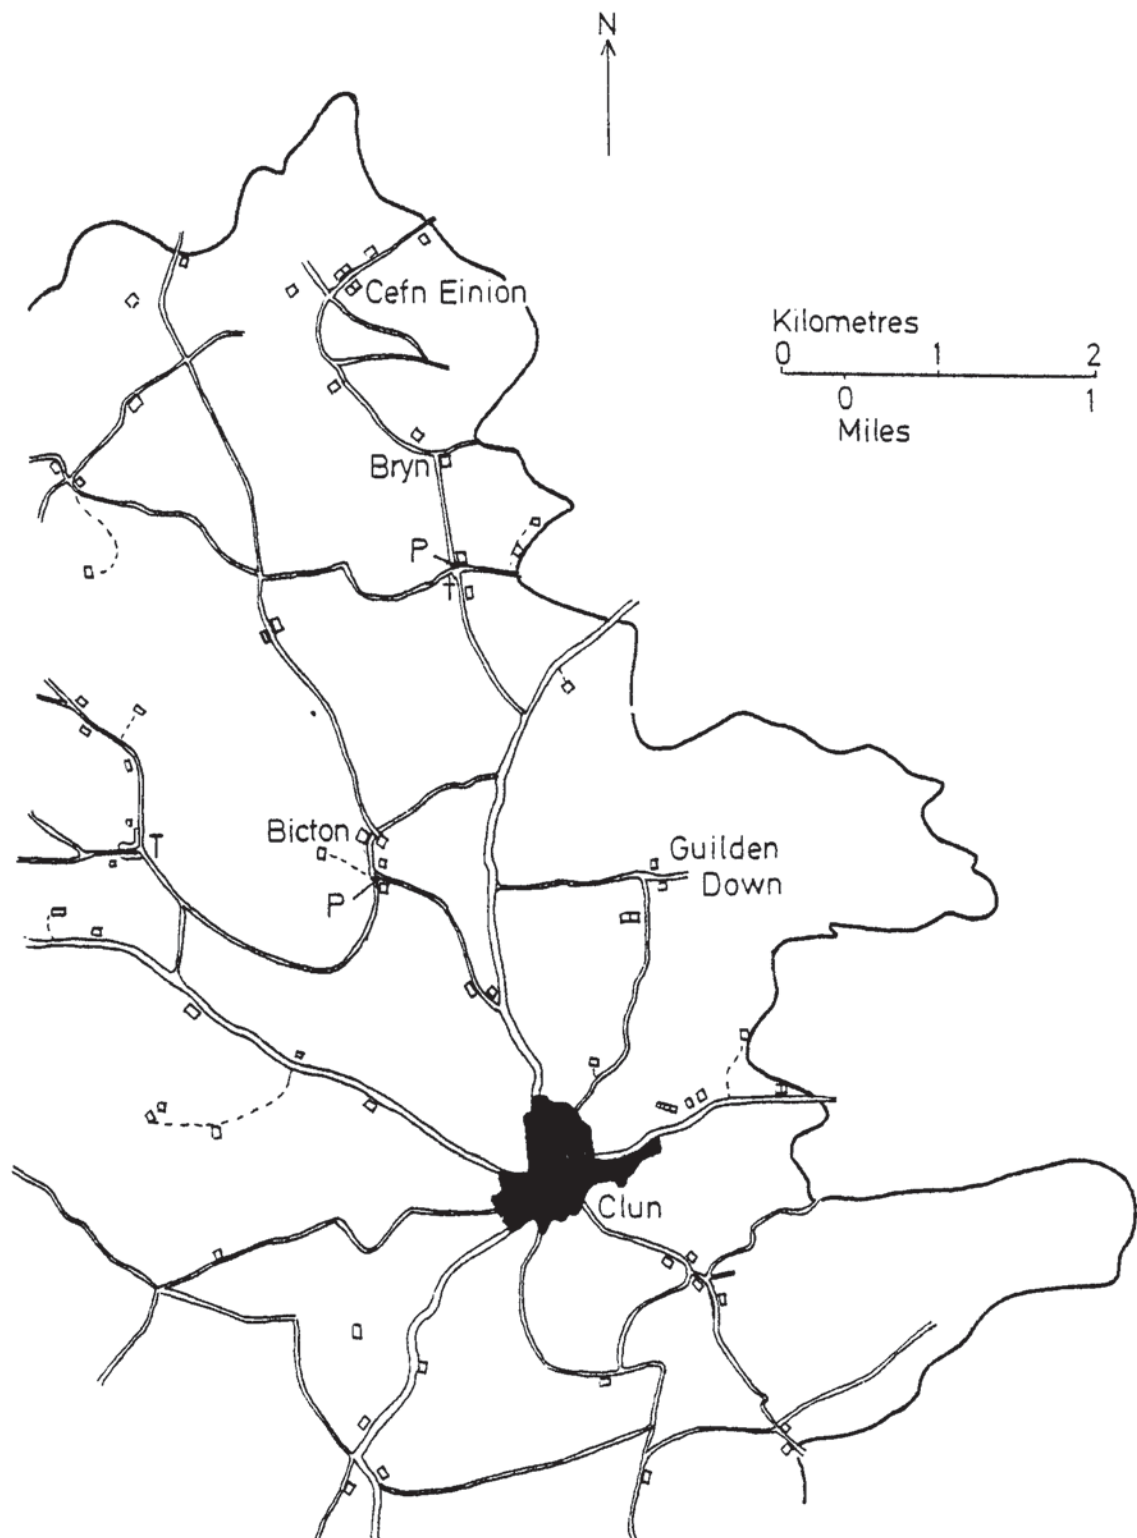 N
Cefn Einion
Kilometres
0 1 2
0 1
Miles
Bryn
P
Bicton
T
Guilden
Down
P
Clun